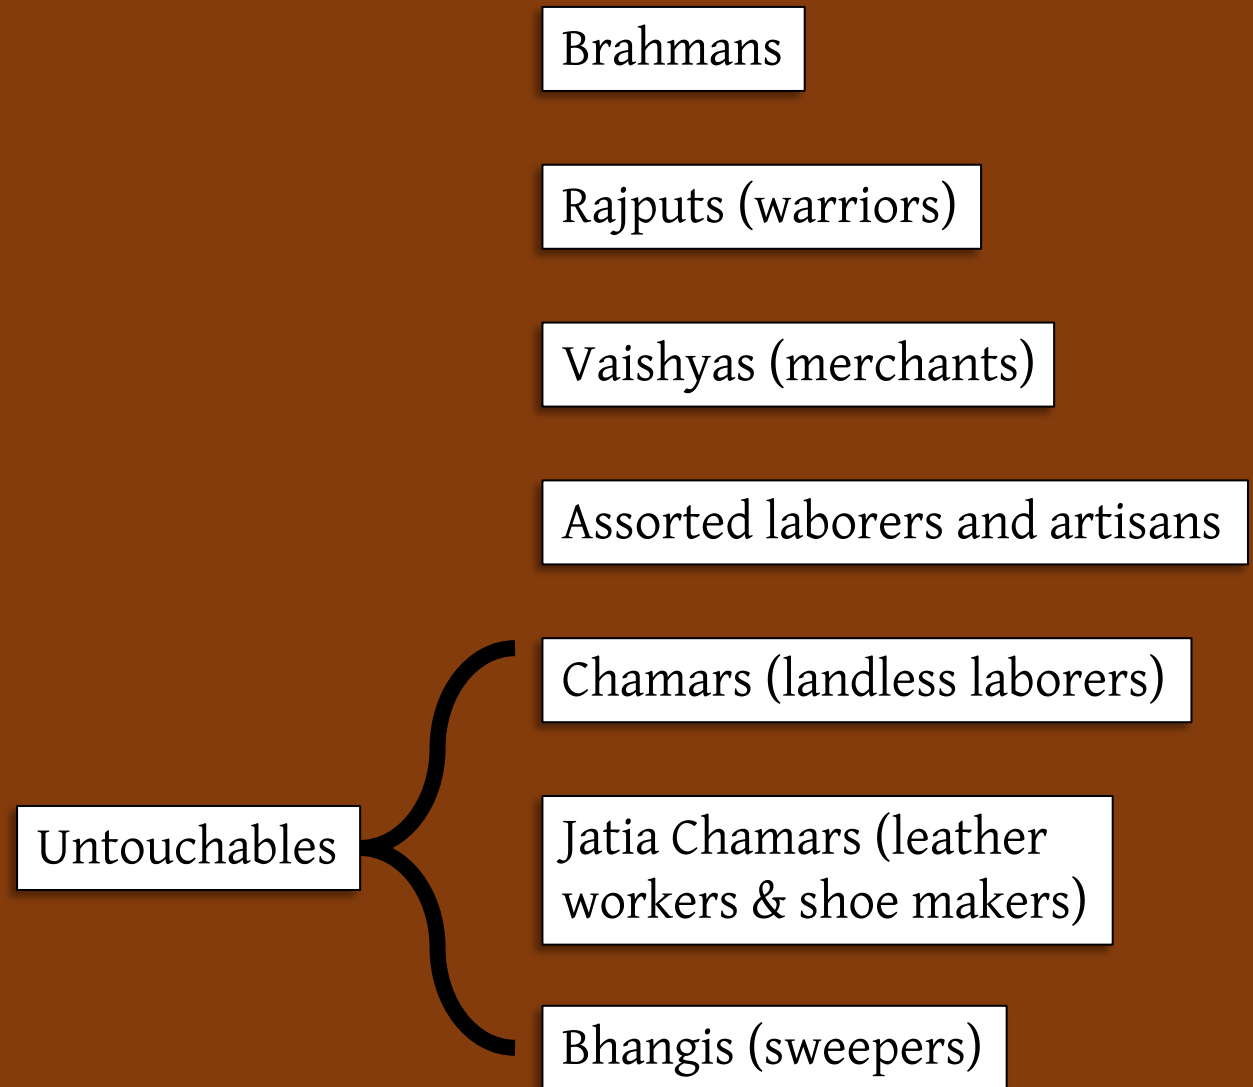 Brahmans
Rajputs (warriors)
Vaishyas (merchants)
Assorted laborers and artisans
Chamars (landless laborers)
Untouchables
Jatia Chamars (leather
workers & shoe makers)
Bhangis (sweepers)